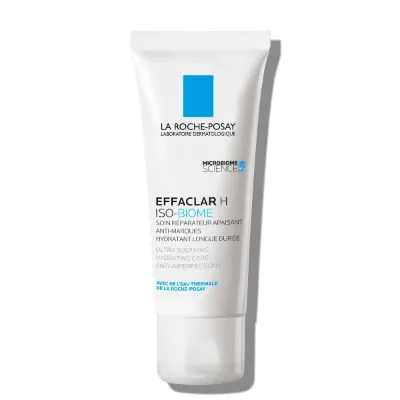 LA ROCHE-POSAY
LABORATOIRE DERMATOLOGIQUE
MICROBIOME
SCIENCE
EFFACLAR H
ISO-BIOME
SOIN RÉPARATEUR APAISANT
ANTI-MARQUES
HYDRATANT LONGUE DURÉE
ULTRA SOOTHING
HYDRATING CARE
ANTI-IMPERFECTIONS
AVEC DE L'EAU THERMALE
DE LA ROCHE-POSAY